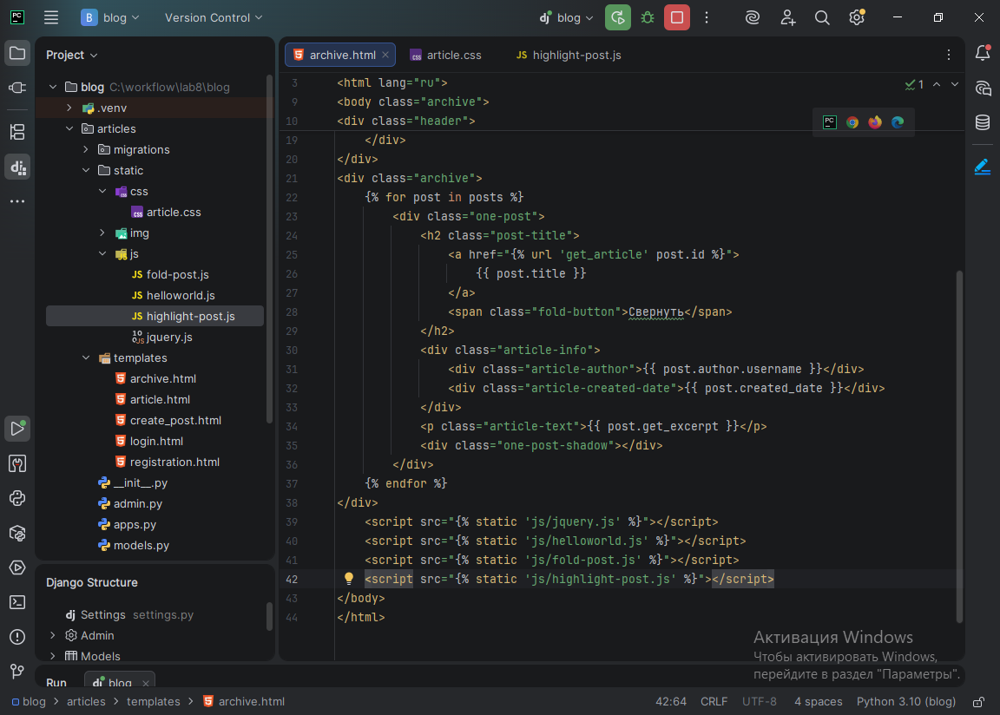 PC
B blog
Version Control
dj blog
Project
archive.html
article.css
JS highlight-post.js
blog C:\workflow\lab8\blog
.venv
articles
migrations
static
css
article.css
img
js
JS fold-post.js
JS helloworld.js
JS highlight-post.js
jquery.js
templates
archive.html
article.html
create_post.html
login.html
registration.html
__init__.py
admin.py
apps.py
models.py
Django Structure
dj Settings settings.py
Admin
Models
1
3 <html lang="ru">
9 <body class="archive">
10 <div class="header">
19 </div>
20 </div>
21 <div class="archive">
22 {% for post in posts %}
23 <div class="one-post">
24 <h2 class="post-title">
25 <a href="{% url 'get_article' post.id %}">
26 {{ post.title }}
27 </a>
28 <span class="fold-button">Свернуть</span>
29 </h2>
30 <div class="article-info">
31 <div class="article-author">{{ post.author.username }}</div>
32 <div class="article-created-date">{{ post.created_date }}</div>
33 </div>
34 <p class="article-text">{{ post.get_excerpt }}</p>
35 <div class="one-post-shadow"></div>
36 </div>
37 {% endfor %}
38 </div>
39 <script src="{% static 'js/jquery.js' %}"></script>
40 <script src="{% static 'js/helloworld.js' %}"></script>
41 <script src="{% static 'js/fold-post.js' %}"></script>
42 <script src="{% static 'js/highlight-post.js' %}"></script>
43 </body>
44 </html>
Активация Windows
Чтобы активировать Windows,
перейдите в раздел "Параметры".
Run
dj blog
blog > articles > templates > archive.html
42:64
CRLF
UTF-8
4 spaces
Python 3.10 (blog)